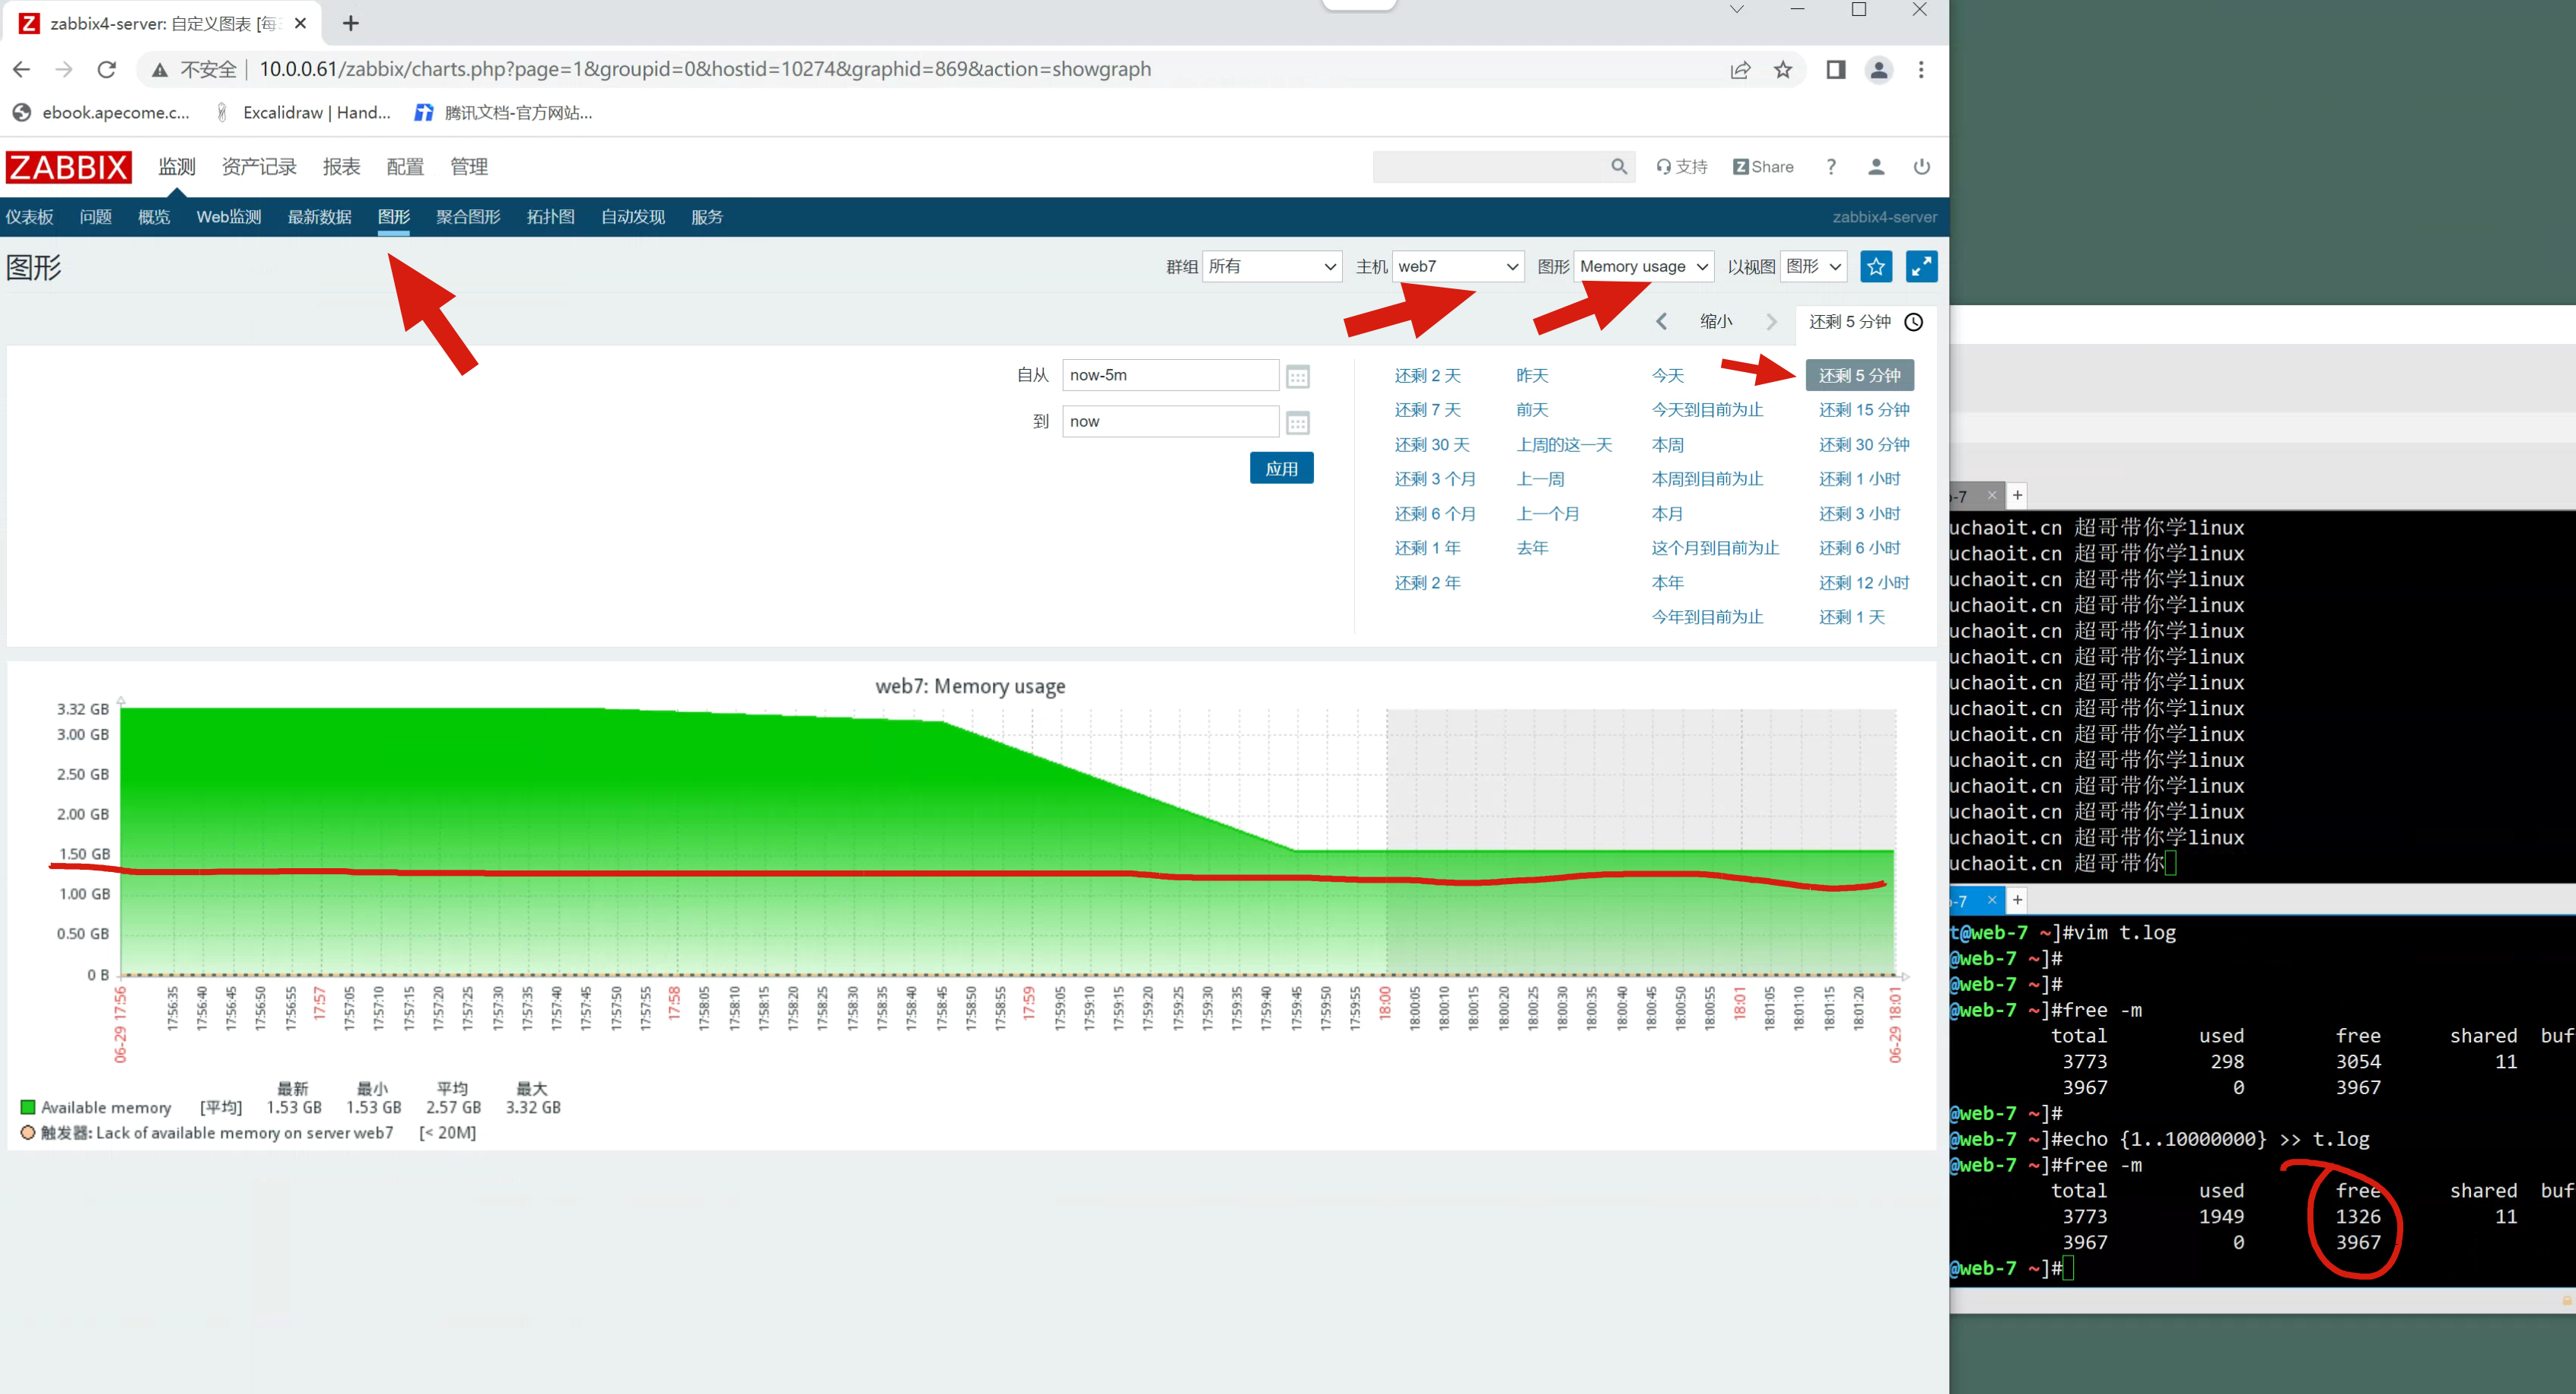 zabbix4-server: 自定义图表 [每
不安全 10.0.0.61/zabbix/charts.php?page=1&groupid=0&hostid=10274&graphid=869&action=showgraph
ebook.apecome.c... Excalidraw | Hand... 腾讯文档-官方网站...
ZABBIX 监测 资产记录 报表 配置 管理 支持 Z Share ?
仪表板 问题 概览 Web监测 最新数据 图形 聚合图形 拓扑图 自动发现 服务 zabbix4-server
图形 群组 所有 主机 web7 图形 Memory usage 以视图 图形
缩小 还剩 5 分钟
自从 now-5m
到 now
应用
还剩 2 天 昨天 今天 还剩 5 分钟
还剩 7 天 前天 今天到目前为止 还剩 15 分钟
还剩 30 天 上周的这一天 本周 还剩 30 分钟
还剩 3 个月 上一周 本周到目前为止 还剩 1 小时
还剩 6 个月 上一个月 本月 还剩 3 小时
还剩 1 年 去年 这个月到目前为止 还剩 6 小时
还剩 2 年 本年 还剩 12 小时
今年到目前为止 还剩 1 天
web7: Memory usage
3.32 GB
3.00 GB
2.50 GB
2.00 GB
1.50 GB
1.00 GB
0.50 GB
0 B
06-29 17:56 17:56:35 17:56:40 17:56:45 17:56:50 17:56:55 17:57 17:57:05 17:57:10 17:57:15 17:57:20 17:57:25 17:57:30 17:57:35 17:57:40 17:57:45 17:57:50 17:57:55 17:58 17:58:05 17:58:10 17:58:15 17:58:20 17:58:25 17:58:30 17:58:35 17:58:40 17:58:45 17:58:50 17:58:55 17:59 17:59:05 17:59:10 17:59:15 17:59:20 17:59:25 17:59:30 17:59:35 17:59:40 17:59:45 17:59:50 17:59:55 18:00 18:00:05 18:00:10 18:00:15 18:00:20 18:00:25 18:00:30 18:00:35 18:00:40 18:00:45 18:00:50 18:00:55 18:01 18:01:05 18:01:10 18:01:15 18:01:20 06-29 18:01
最新 最小 平均 最大
Available memory [平均] 1.53 GB 1.53 GB 2.57 GB 3.32 GB
触发器: Lack of available memory on server web7 [< 20M]
-7
uchaoit.cn 超哥带你学linux
uchaoit.cn 超哥带你学linux
uchaoit.cn 超哥带你学linux
uchaoit.cn 超哥带你学linux
uchaoit.cn 超哥带你学linux
uchaoit.cn 超哥带你学linux
uchaoit.cn 超哥带你学linux
uchaoit.cn 超哥带你学linux
uchaoit.cn 超哥带你学linux
uchaoit.cn 超哥带你学linux
uchaoit.cn 超哥带你学linux
uchaoit.cn 超哥带你学linux
uchaoit.cn 超哥带你学linux
uchaoit.cn 超哥带你
-7
t@web-7 ~]#vim t.log
@web-7 ~]#
@web-7 ~]#
@web-7 ~]#free -m
total used free shared buf
3773 298 3054 11
3967 0 3967
@web-7 ~]#
@web-7 ~]#echo {1..10000000} >> t.log
@web-7 ~]#free -m
total used free shared buf
3773 1949 1326 11
3967 0 3967
@web-7 ~]#